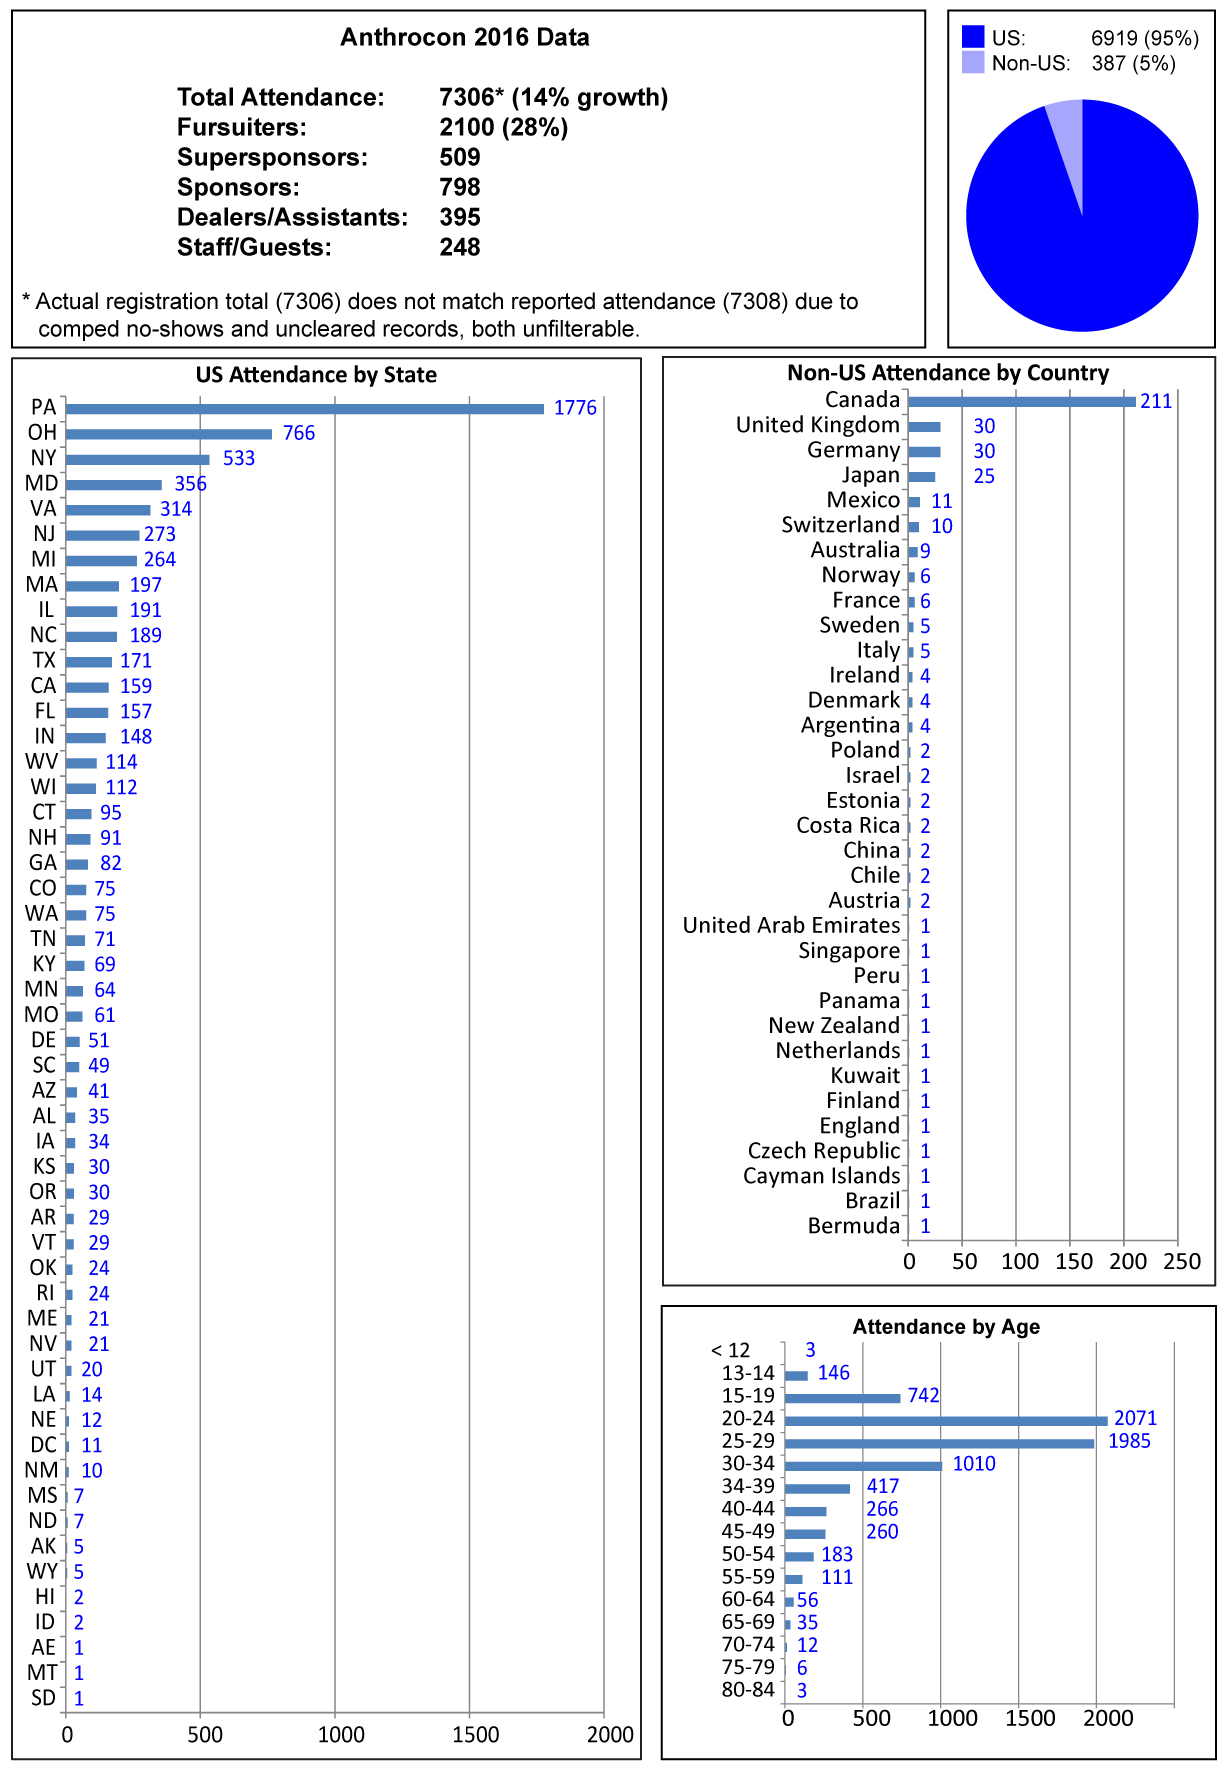 Anthrocon 2016 Data
Total Attendance: 7306* (14% growth)
Fursuiters: 2100 (28%)
Supersponsors: 509
Sponsors: 798
Dealers/Assistants: 395
Staff/Guests: 248
* Actual registration total (7306) does not match reported attendance (7308) due to
comped no-shows and uncleared records, both unfilterable.
US: 6919 (95%)
Non-US: 387 (5%)
US Attendance by State
PA 1776
OH 766
NY 533
MD 356
VA 314
NJ 273
MI 264
MA 197
IL 191
NC 189
TX 171
CA 159
FL 157
IN 148
WV 114
WI 112
CT 95
NH 91
GA 82
CO 75
WA 75
TN 71
KY 69
MN 64
MO 61
DE 51
SC 49
AZ 41
AL 35
IA 34
KS 30
OR 30
AR 29
VT 29
OK 24
RI 24
ME 21
NV 21
UT 20
LA 14
NE 12
DC 11
NM 10
MS 7
ND 7
AK 5
WY 5
HI 2
ID 2
AE 1
MT 1
SD 1
0 500 1000 1500 2000
Non-US Attendance by Country
Canada 211
United Kingdom 30
Germany 30
Japan 25
Mexico 11
Switzerland 10
Australia 9
Norway 6
France 6
Sweden 5
Italy 5
Ireland 4
Denmark 4
Argentina 4
Poland 2
Israel 2
Estonia 2
Costa Rica 2
China 2
Chile 2
Austria 2
United Arab Emirates 1
Singapore 1
Peru 1
Panama 1
New Zealand 1
Netherlands 1
Kuwait 1
Finland 1
England 1
Czech Republic 1
Cayman Islands 1
Brazil 1
Bermuda 1
0 50 100 150 200 250
Attendance by Age
< 12 3
13-14 146
15-19 742
20-24 2071
25-29 1985
30-34 1010
34-39 417
40-44 266
45-49 260
50-54 183
55-59 111
60-64 56
65-69 35
70-74 12
75-79 6
80-84 3
0 500 1000 1500 2000